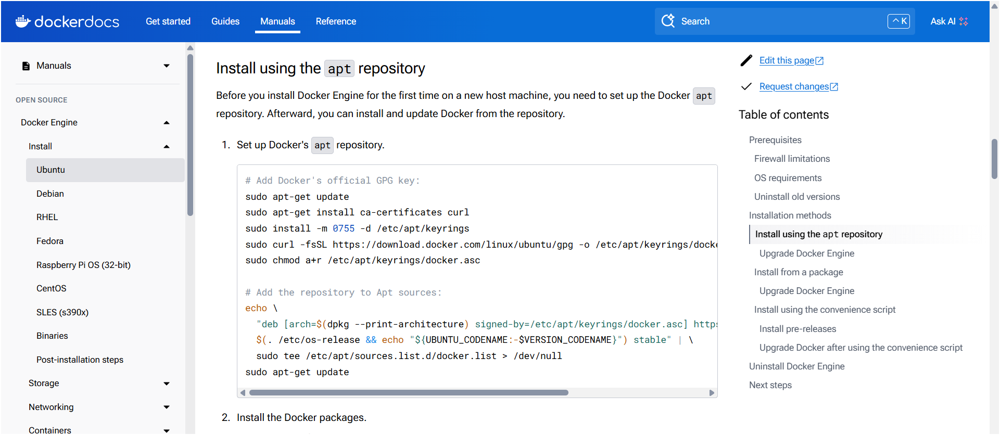 dockerdocs
Get started
Guides
Manuals
Reference
Search
^ K
Ask AI
Manuals
OPEN SOURCE
Docker Engine
Install
Ubuntu
Debian
RHEL
Fedora
Raspberry Pi OS (32-bit)
CentOS
SLES (s390x)
Binaries
Post-installation steps
Storage
Networking
Containers
Install using the apt repository
Before you install Docker Engine for the first time on a new host machine, you need to set up the Docker apt
repository. Afterward, you can install and update Docker from the repository.
1. Set up Docker's apt repository.
# Add Docker's official GPG key:
sudo apt-get update
sudo apt-get install ca-certificates curl
sudo install -m 0755 -d /etc/apt/keyrings
sudo curl -fsSL https://download.docker.com/linux/ubuntu/gpg -o /etc/apt/keyrings/docke
sudo chmod a+r /etc/apt/keyrings/docker.asc
# Add the repository to Apt sources:
echo \
"deb [arch=$(dpkg --print-architecture) signed-by=/etc/apt/keyrings/docker.asc] https
$(. /etc/os-release && echo "${UBUNTU_CODENAME:-$VERSION_CODENAME}") stable" | \
sudo tee /etc/apt/sources.list.d/docker.list > /dev/null
sudo apt-get update
2. Install the Docker packages.
Edit this page
Request changes
Table of contents
Prerequisites
Firewall limitations
OS requirements
Uninstall old versions
Installation methods
Install using the apt repository
Upgrade Docker Engine
Install from a package
Upgrade Docker Engine
Install using the convenience script
Install pre-releases
Upgrade Docker after using the convenience script
Uninstall Docker Engine
Next steps